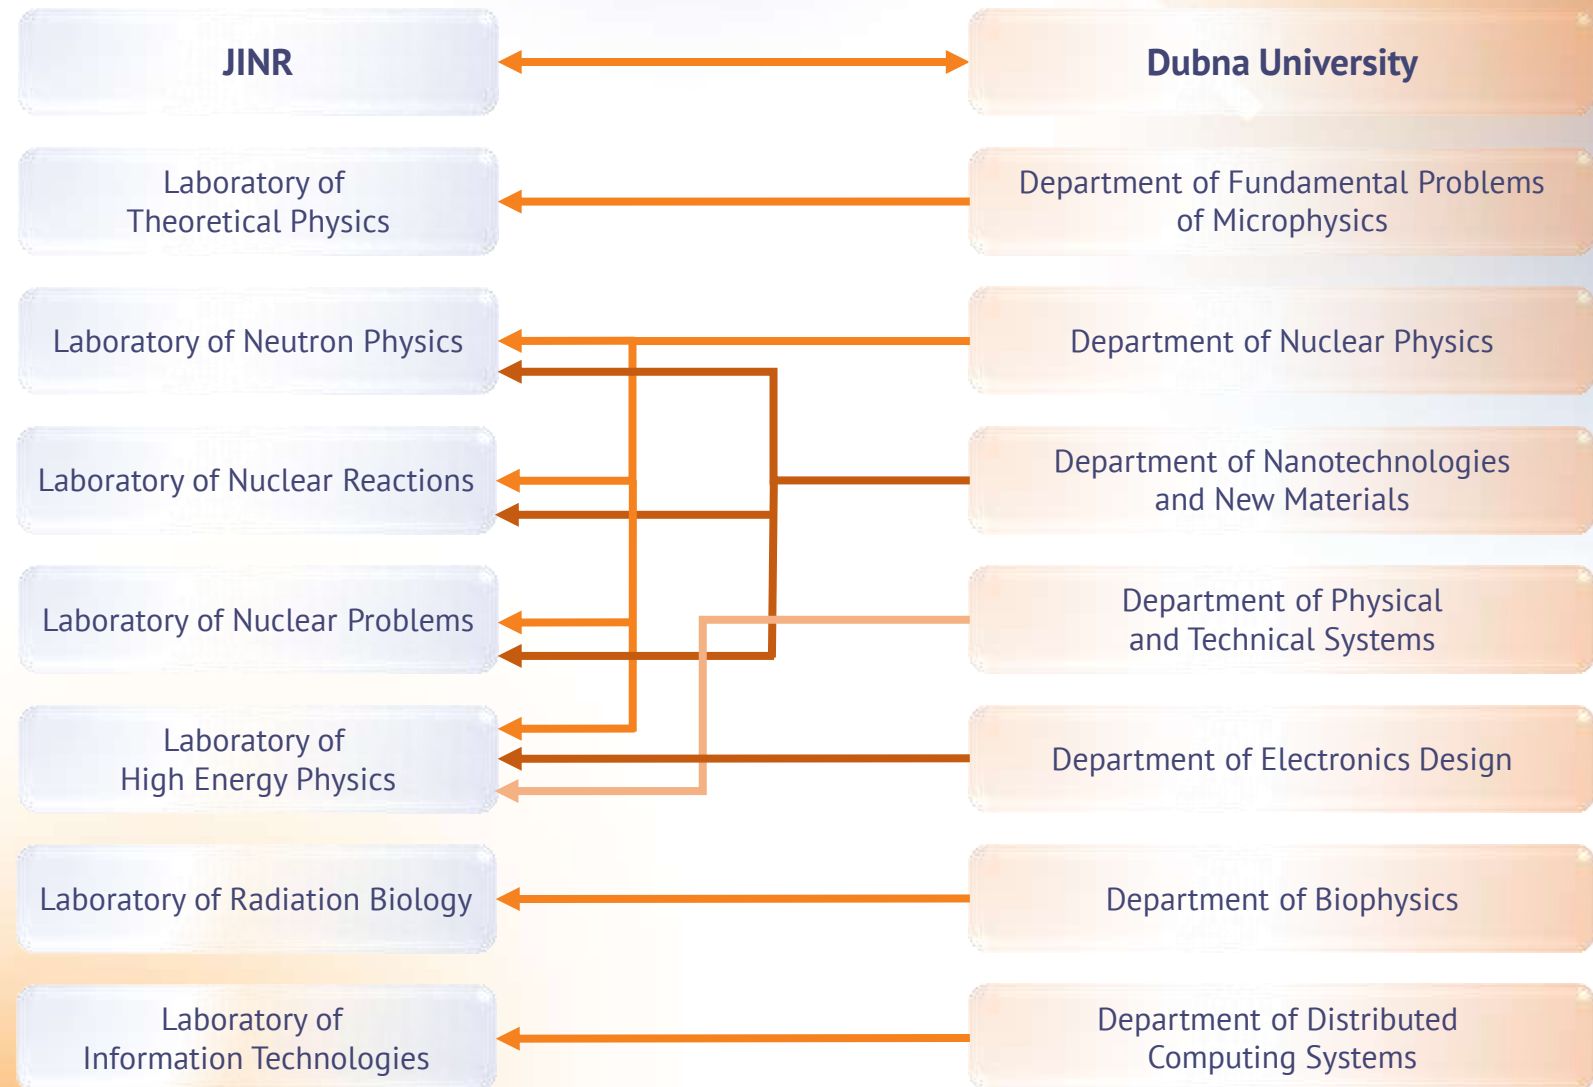 JINR
Dubna University
Laboratory of
Theoretical Physics
Department of Fundamental Problems
of Microphysics
Laboratory of Neutron Physics
Department of Nuclear Physics
Laboratory of Nuclear Reactions
Department of Nanotechnologies
and New Materials
Laboratory of Nuclear Problems
Department of Physical
and Technical Systems
Laboratory of
High Energy Physics
Department of Electronics Design
Laboratory of Radiation Biology
Department of Biophysics
Laboratory of
Information Technologies
Department of Distributed
Computing Systems